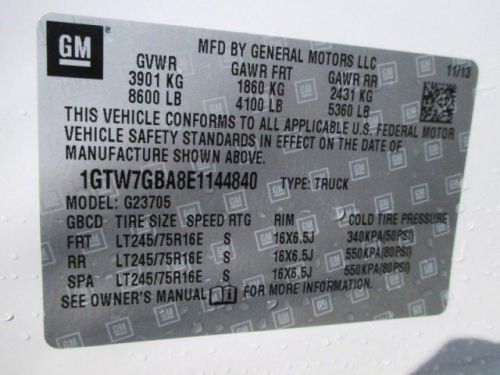 GM
MFD BY GENERAL MOTORS LLC
GVWR GAWR FRT GAWR RR 11/13
3901 KG 1860 KG 2431 KG
8600 LB 4100 LB 5360 LB
THIS VEHICLE CONFORMS TO ALL APPLICABLE U.S. FEDERAL MOTOR
VEHICLE SAFETY STANDARDS IN EFFECT ON THE DATE OF
MANUFACTURE SHOWN ABOVE.
1GTW7GBA8E1144840 TYPE: TRUCK
MODEL: G23705
GBCD TIRE SIZE SPEED RTG RIM COLD TIRE PRESSURE
FRT LT245/75R16E S 16X6.5J 340KPA(50PSI)
RR LT245/75R16E S 16X6.5J 550KPA(80PSI)
SPA LT245/75R16E S 16X6.5J 550KPA(80PSI)
SEE OWNER'S MANUAL FOR MORE INFORMATION.